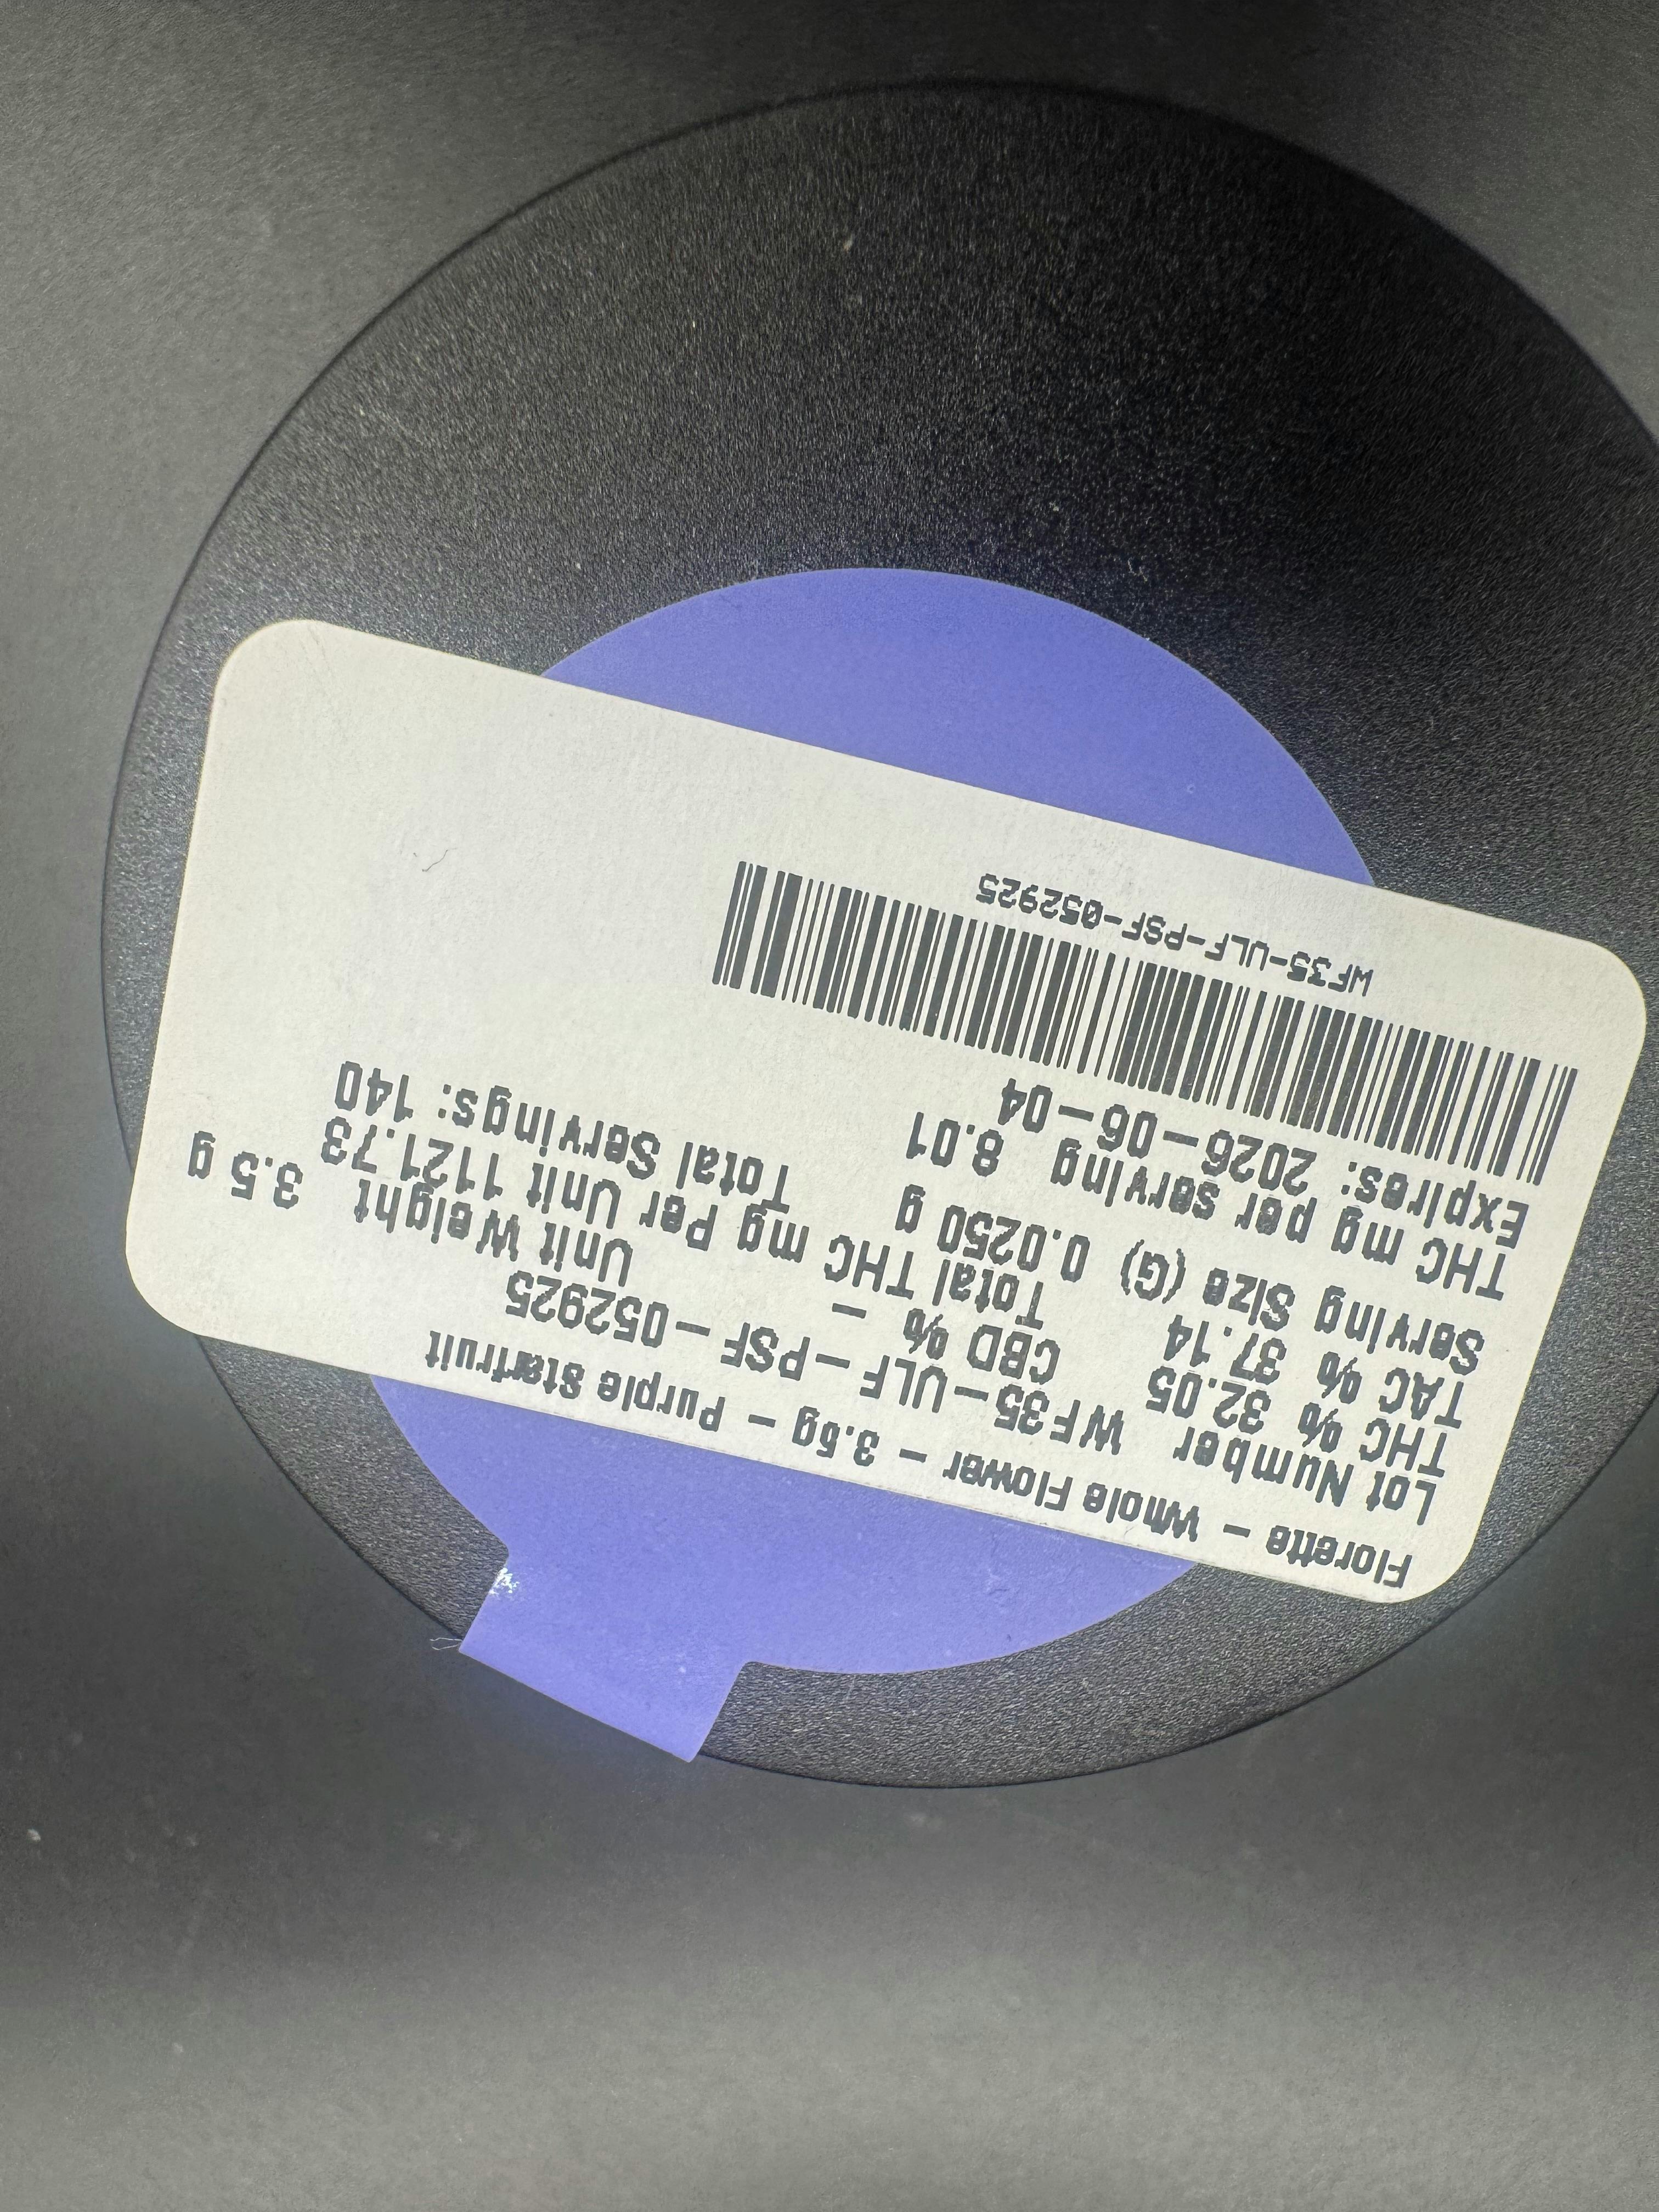 Florette - Whole Flower - 3.5g - Purple Starfruit
Lot Number WF35-ULF-PSF-052925
THC % 32.05 CBD % - Unit Weight 3.5 g
TAC % 37.14 Total THC mg Per Unit 1121.73
Serving Size (G) 0.0250 g Total Servings: 140
THC mg per serving 8.01
Expires: 2026-06-04
WF35-ULF-PSF-052925